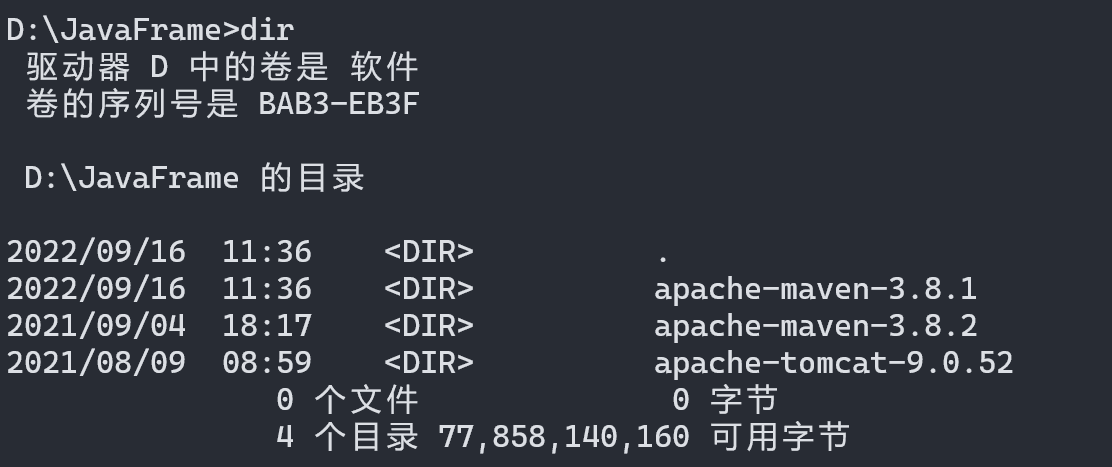 D:\JavaFrame>dir
驱动器 D 中的卷是 软件
卷的序列号是 BAB3-EB3F
D:\JavaFrame 的目录
2022/09/16  11:36    <DIR>          .
2022/09/16  11:36    <DIR>          apache-maven-3.8.1
2021/09/04  18:17    <DIR>          apache-maven-3.8.2
2021/08/09  08:59    <DIR>          apache-tomcat-9.0.52
0 个文件              0 字节
4 个目录 77,858,140,160 可用字节